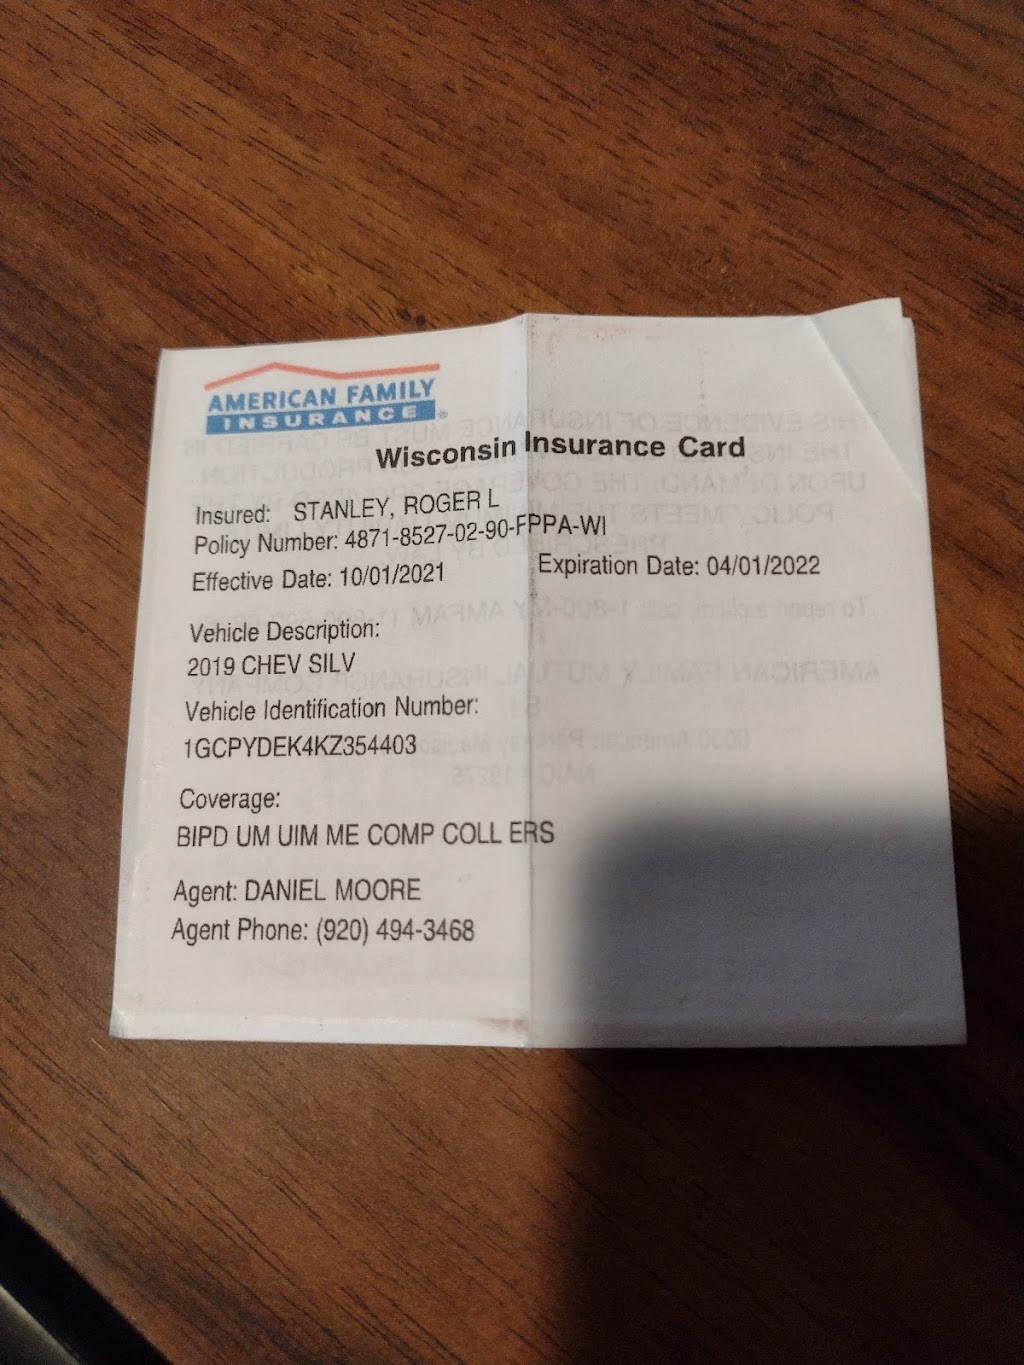 AMERICAN FAMILY
INSURANCE ®
Wisconsin Insurance Card
Insured: STANLEY, ROGER L
Policy Number: 4871-8527-02-90-FPPA-WI
Effective Date: 10/01/2021 Expiration Date: 04/01/2022
Vehicle Description:
2019 CHEV SILV
Vehicle Identification Number:
1GCPYDEK4KZ354403
Coverage:
BIPD UM UIM ME COMP COLL ERS
Agent: DANIEL MOORE
Agent Phone: (920) 494-3468